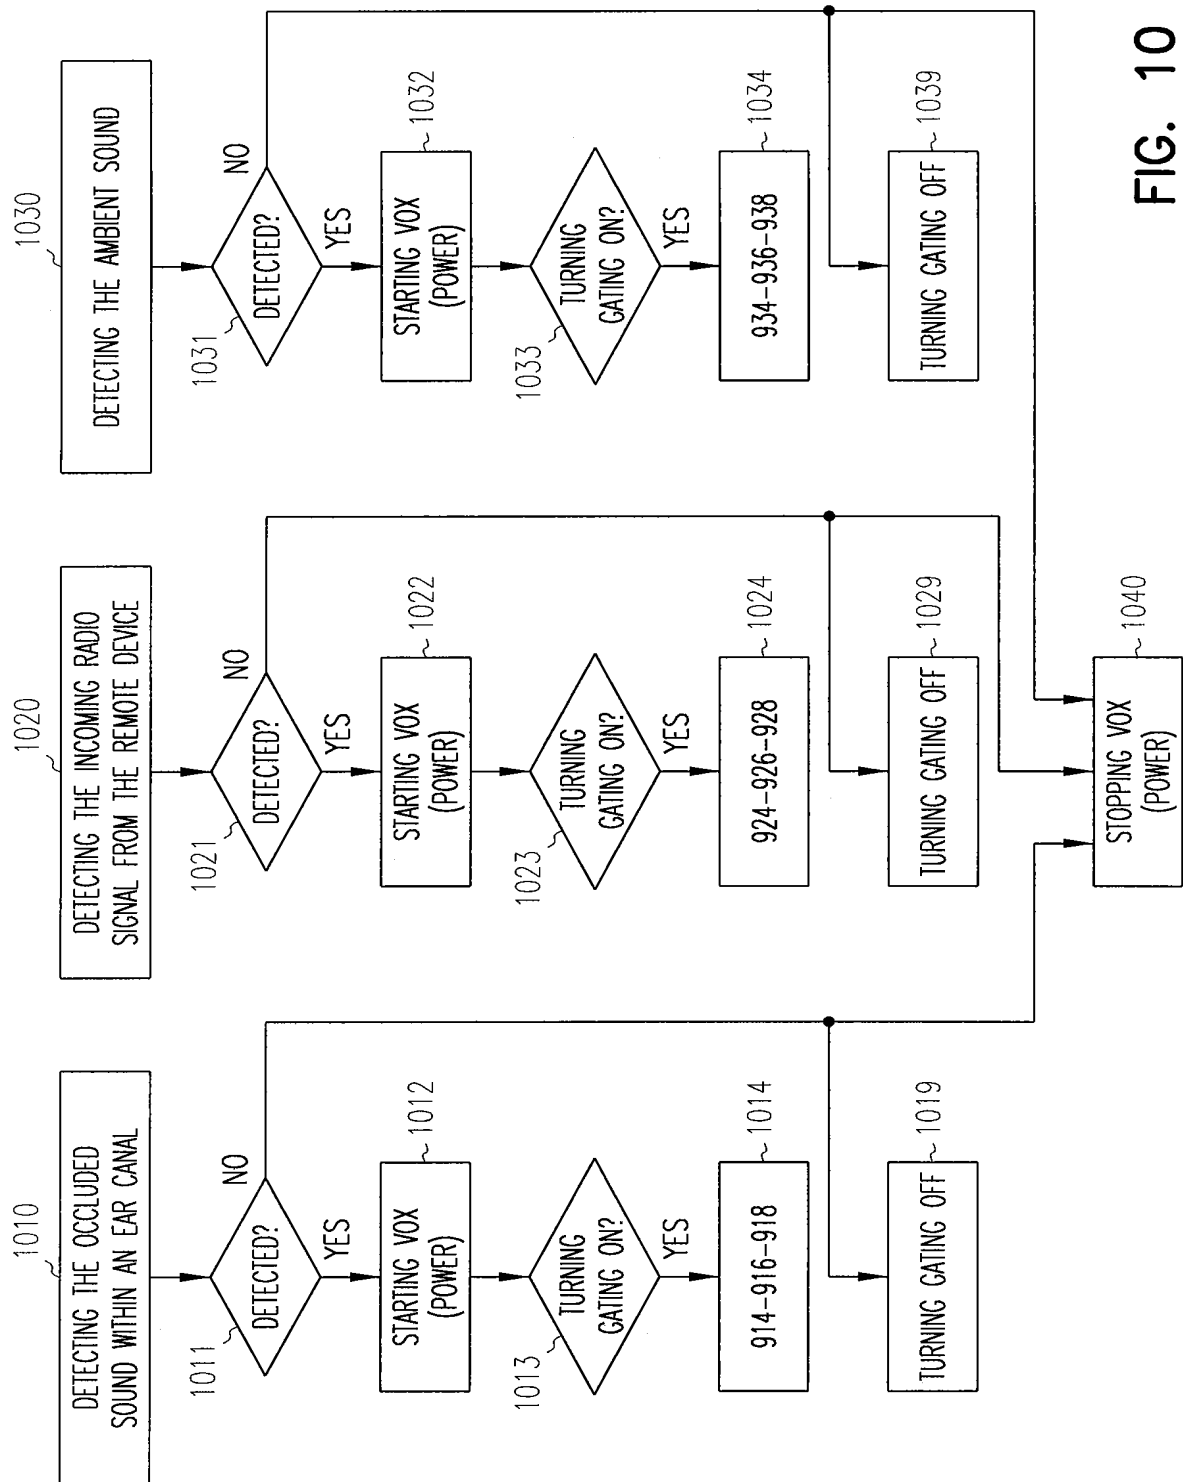 1010
DETECTING THE OCCLUDED
SOUND WITHIN AN EAR CANAL
1011
DETECTED?
NO
YES
1012
STARTING VOX
(POWER)
1013
TURNING
GATING ON?
YES
1014
914-916-918
1019
TURNING GATING OFF
1020
DETECTING THE INCOMING RADIO
SIGNAL FROM THE REMOTE DEVICE
1021
DETECTED?
NO
YES
1022
STARTING VOX
(POWER)
1023
TURNING
GATING ON?
YES
1024
924-926-928
1029
TURNING GATING OFF
1030
DETECTING THE AMBIENT SOUND
1031
DETECTED?
NO
YES
1032
STARTING VOX
(POWER)
1033
TURNING
GATING ON?
YES
1034
934-936-938
1039
TURNING GATING OFF
1040
STOPPING VOX
(POWER)
FIG. 10